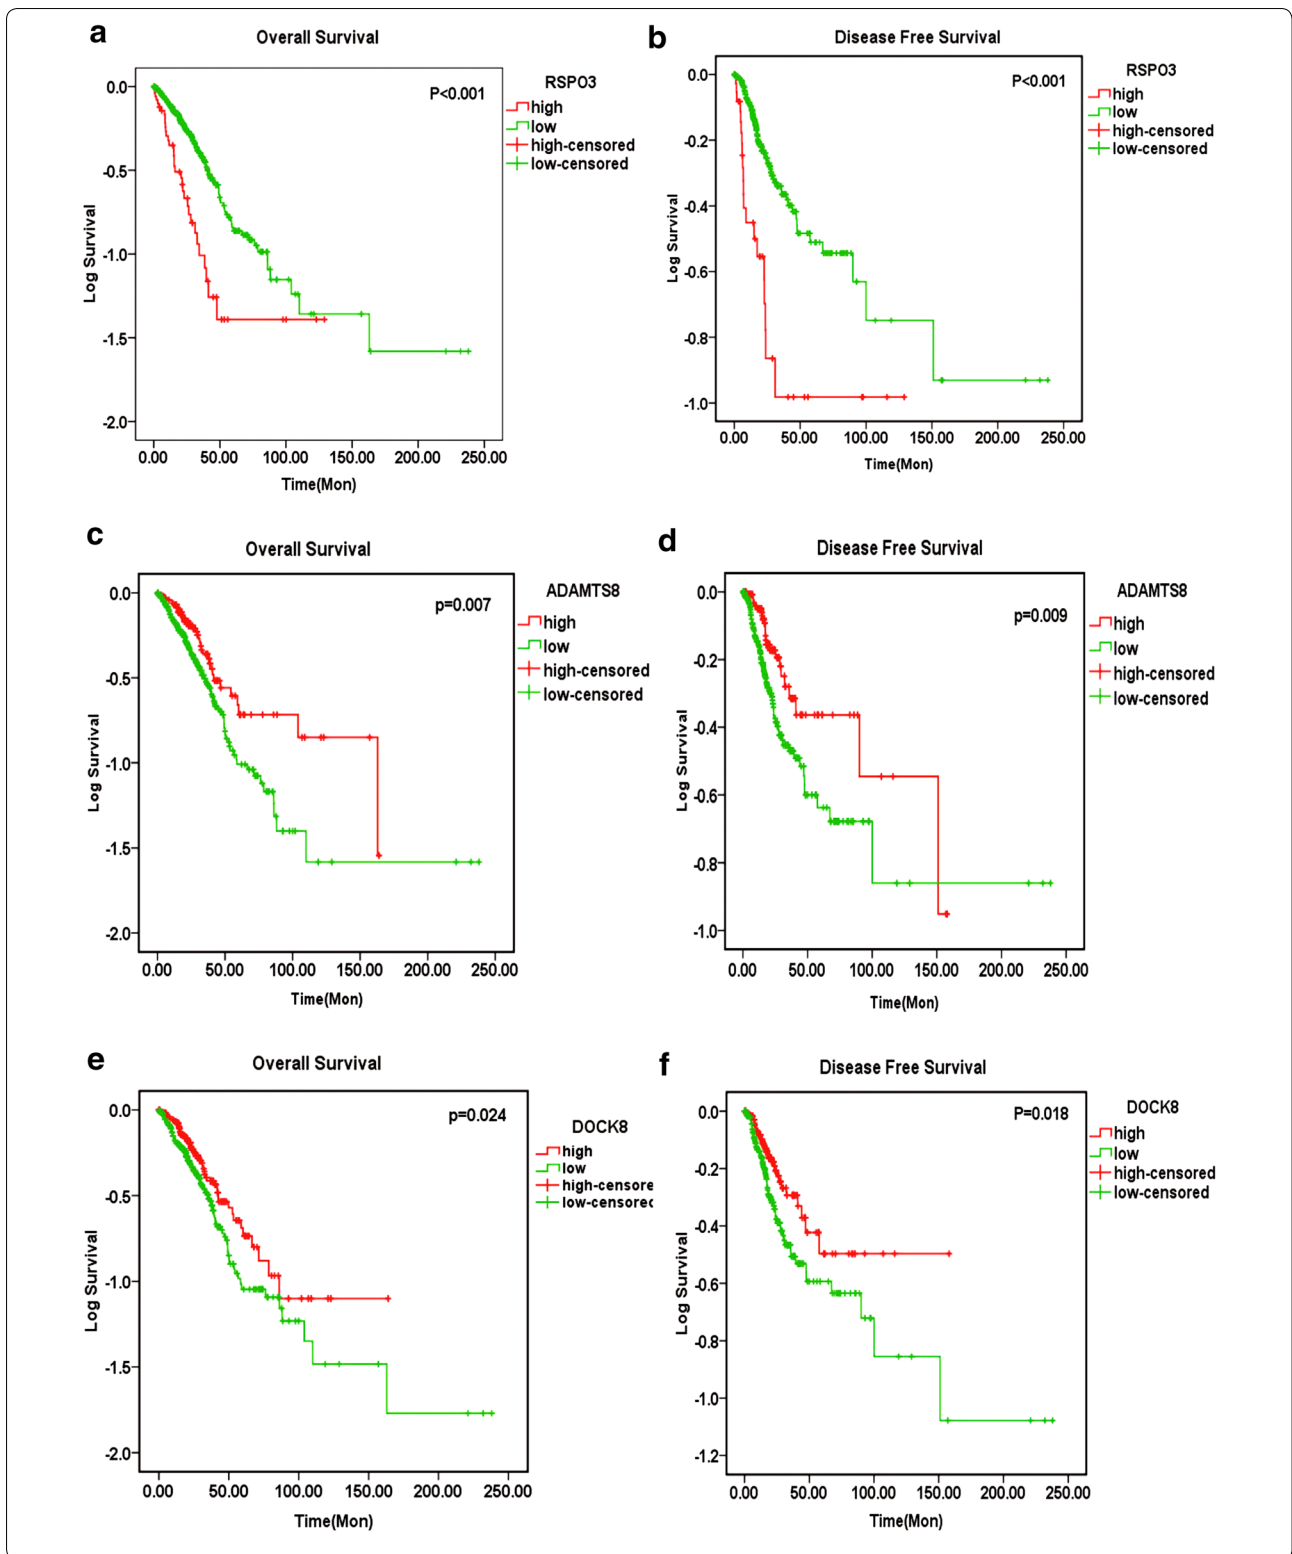 a
Overall Survival
P<0.001
RSPO3
high
low
high-censored
low-censored
0.0
-0.5
-1.0
-1.5
-2.0
Log Survival
0.00 50.00 100.00 150.00 200.00 250.00
Time(Mon)
b
Disease Free Survival
P<0.001
RSPO3
high
low
high-censored
low-censored
0.0
-0.2
-0.4
-0.6
-0.8
-1.0
Log Survival
0.00 50.00 100.00 150.00 200.00 250.00
Time(Mon)
c
Overall Survival
p=0.007
ADAMTS8
high
low
high-censored
low-censored
0.0
-0.5
-1.0
-1.5
-2.0
Log Survival
0.00 50.00 100.00 150.00 200.00 250.00
Time(Mon)
d
Disease Free Survival
p=0.009
ADAMTS8
high
low
high-censored
low-censored
0.0
-0.2
-0.4
-0.6
-0.8
-1.0
Log Survival
0.00 50.00 100.00 150.00 200.00 250.00
Time(Mon)
e
Overall Survival
p=0.024
DOCK8
high
low
high-censore
low-censorec
0.0
-0.5
-1.0
-1.5
-2.0
Log Survival
0.00 50.00 100.00 150.00 200.00 250.00
Time(Mon)
f
Disease Free Survival
P=0.018
DOCK8
high
low
high-censored
low-censored
0.0
-0.2
-0.4
-0.6
-0.8
-1.0
-1.2
Log Survival
0.00 50.00 100.00 150.00 200.00 250.00
Time(Mon)